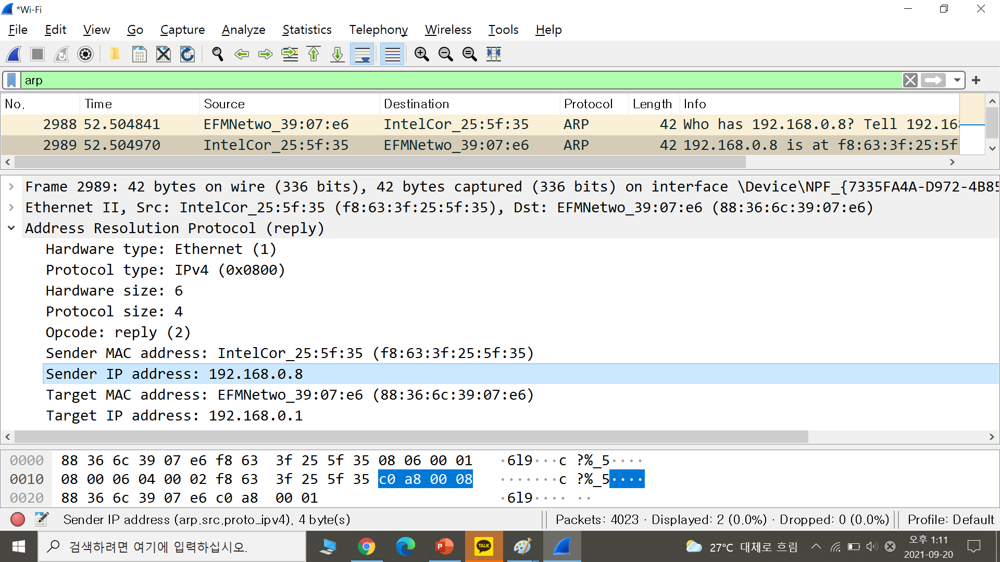 *Wi-Fi
File Edit View Go Capture Analyze Statistics Telephony Wireless Tools Help
arp
No. Time Source Destination Protocol Length Info
2988 52.504841 EFMNetwo_39:07:e6 IntelCor_25:5f:35 ARP 42 Who has 192.168.0.8? Tell 192.16
2989 52.504970 IntelCor_25:5f:35 EFMNetwo_39:07:e6 ARP 42 192.168.0.8 is at f8:63:3f:25:5f
Frame 2989: 42 bytes on wire (336 bits), 42 bytes captured (336 bits) on interface \Device\NPF_{7335FA4A-D972-4B85
Ethernet II, Src: IntelCor_25:5f:35 (f8:63:3f:25:5f:35), Dst: EFMNetwo_39:07:e6 (88:36:6c:39:07:e6)
Address Resolution Protocol (reply)
Hardware type: Ethernet (1)
Protocol type: IPv4 (0x0800)
Hardware size: 6
Protocol size: 4
Opcode: reply (2)
Sender MAC address: IntelCor_25:5f:35 (f8:63:3f:25:5f:35)
Sender IP address: 192.168.0.8
Target MAC address: EFMNetwo_39:07:e6 (88:36:6c:39:07:e6)
Target IP address: 192.168.0.1
0000 88 36 6c 39 07 e6 f8 63 3f 25 5f 35 08 06 00 01 ·6l9···c ?%_5····
0010 08 00 06 04 00 02 f8 63 3f 25 5f 35 c0 a8 00 08 ·······c ?%_5····
0020 88 36 6c 39 07 e6 c0 a8 00 01 ·6l9···· ··
Sender IP address (arp.src.proto_ipv4), 4 byte(s) Packets: 4023 · Displayed: 2 (0.0%) · Dropped: 0 (0.0%) Profile: Default
검색하려면 여기에 입력하십시오. TALK 27℃ 대체로 흐림 오후 1:11
2021-09-20